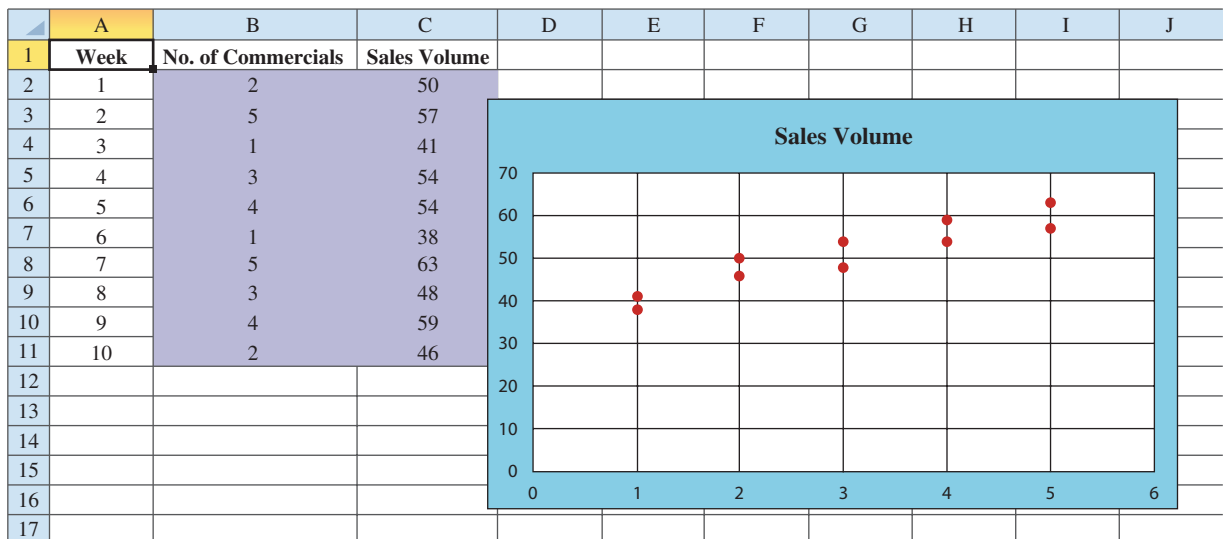 A B C D E F G H I J
1 Week No. of Commercials Sales Volume
2 1 2 50
3 2 5 57
4 3 1 41
5 4 3 54
6 5 4 54
7 6 1 38
8 7 5 63
9 8 3 48
10 9 4 59
11 10 2 46
12
13
14
15
16
17
Sales Volume
70
60
50
40
30
20
10
0
0 1 2 3 4 5 6